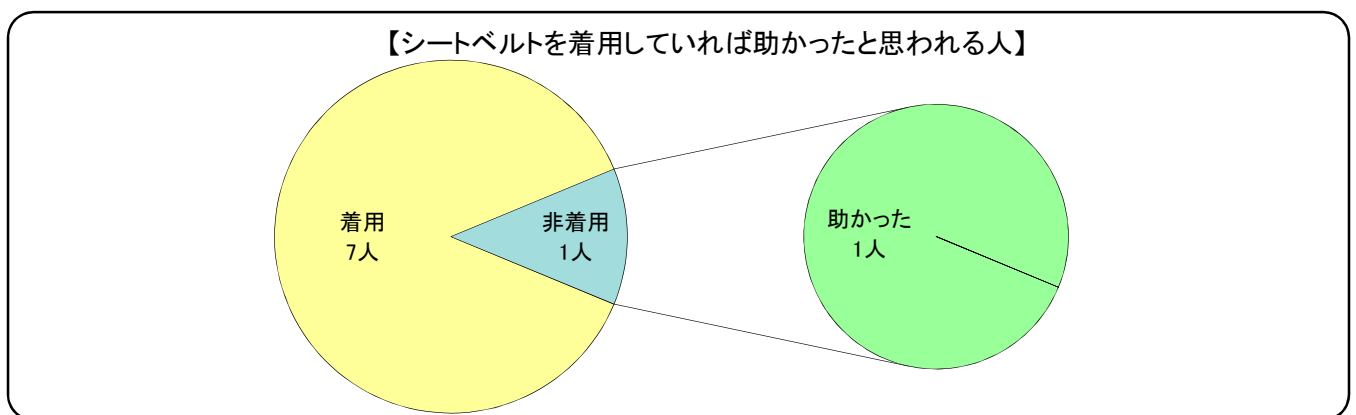 【シートベルトを着用していれば助かったと思われる人】
着用
7人
非着用
1人
助かった
1人